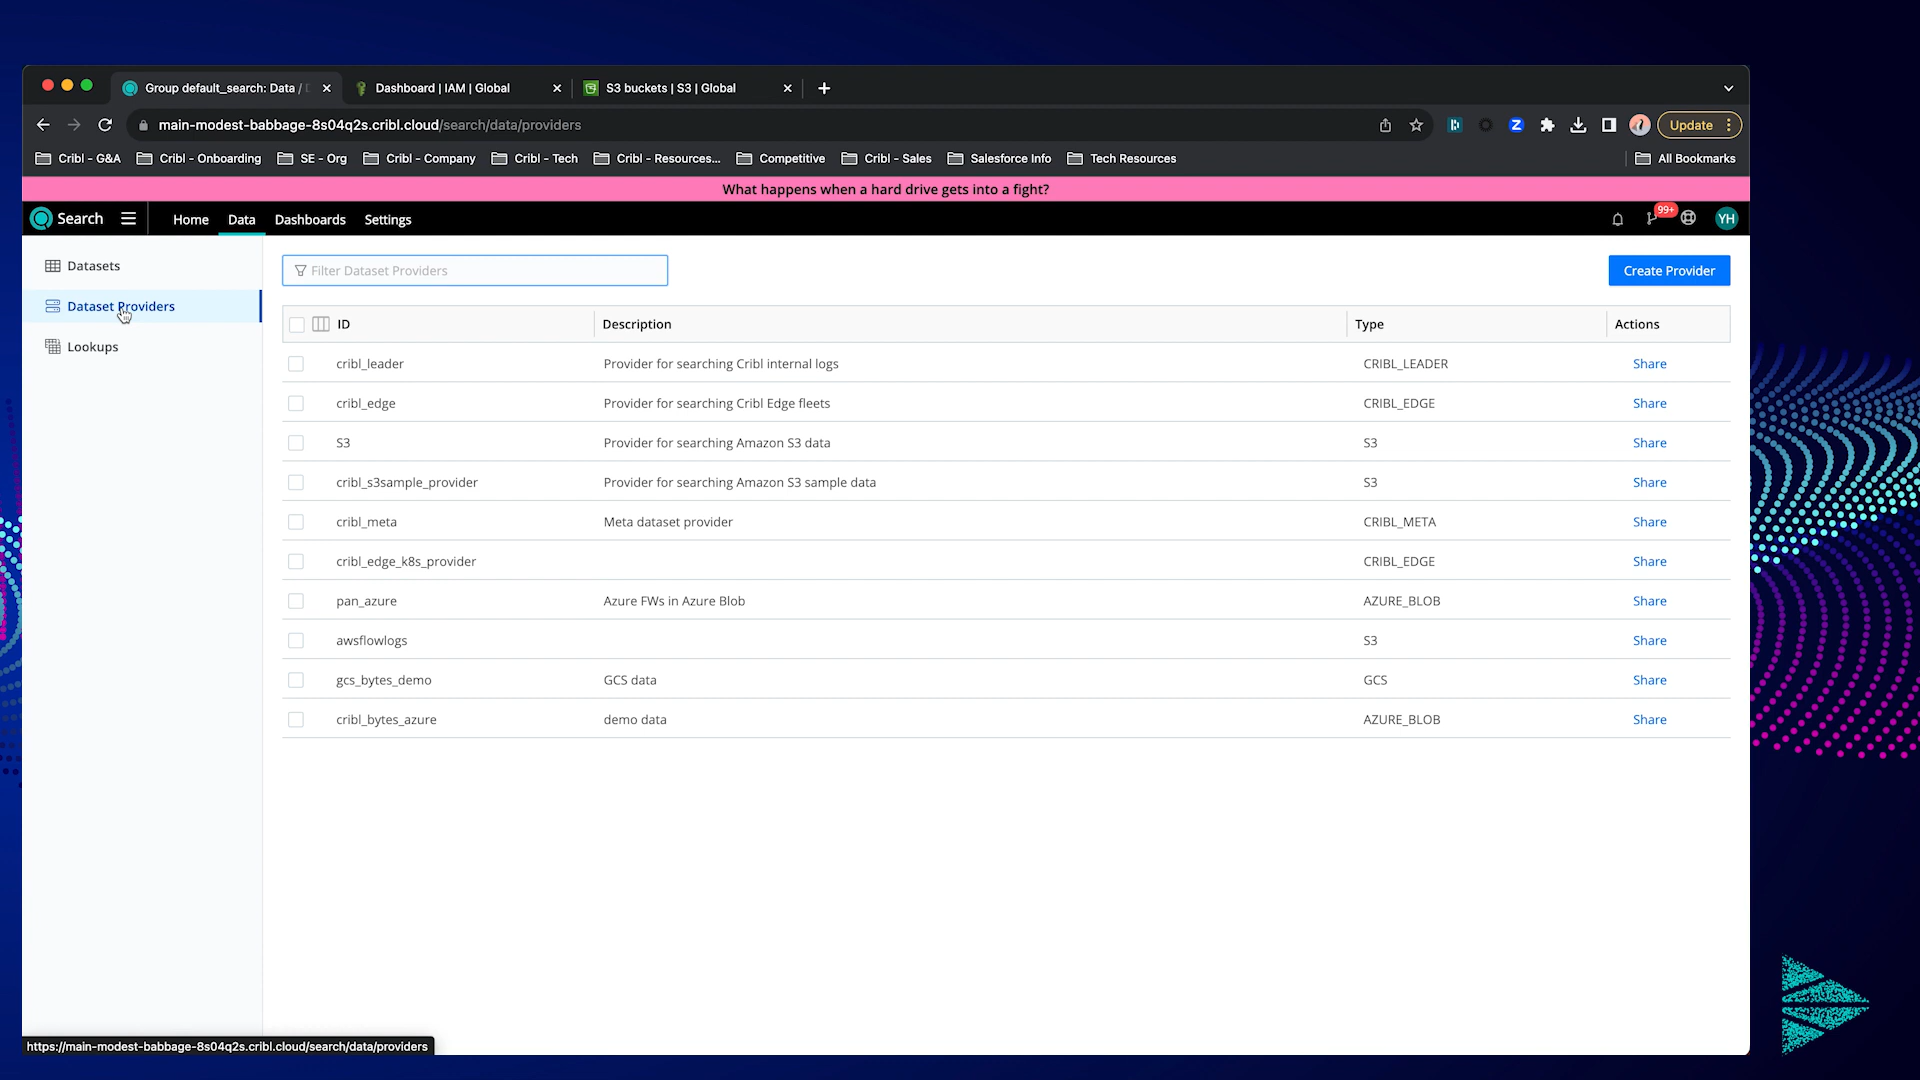 Group default_search: Data /
Dashboard | IAM | Global
S3 buckets | S3 | Global
main-modest-babbage-8s04q2s.cribl.cloud/search/data/providers
Update
Cribl - G&A
Cribl - Onboarding
SE - Org
Cribl - Company
Cribl - Tech
Cribl - Resources...
Competitive
Cribl - Sales
Salesforce Info
Tech Resources
All Bookmarks
What happens when a hard drive gets into a fight?
Search
Home
Data
Dashboards
Settings
99+
YH
Datasets
Dataset Providers
Lookups
Filter Dataset Providers
Create Provider
ID Description Type Actions
cribl_leader Provider for searching Cribl internal logs CRIBL_LEADER Share
cribl_edge Provider for searching Cribl Edge fleets CRIBL_EDGE Share
S3 Provider for searching Amazon S3 data S3 Share
cribl_s3sample_provider Provider for searching Amazon S3 sample data S3 Share
cribl_meta Meta dataset provider CRIBL_META Share
cribl_edge_k8s_provider CRIBL_EDGE Share
pan_azure Azure FWs in Azure Blob AZURE_BLOB Share
awsflowlogs S3 Share
gcs_bytes_demo GCS data GCS Share
cribl_bytes_azure demo data AZURE_BLOB Share
https://main-modest-babbage-8s04q2s.cribl.cloud/search/data/providers